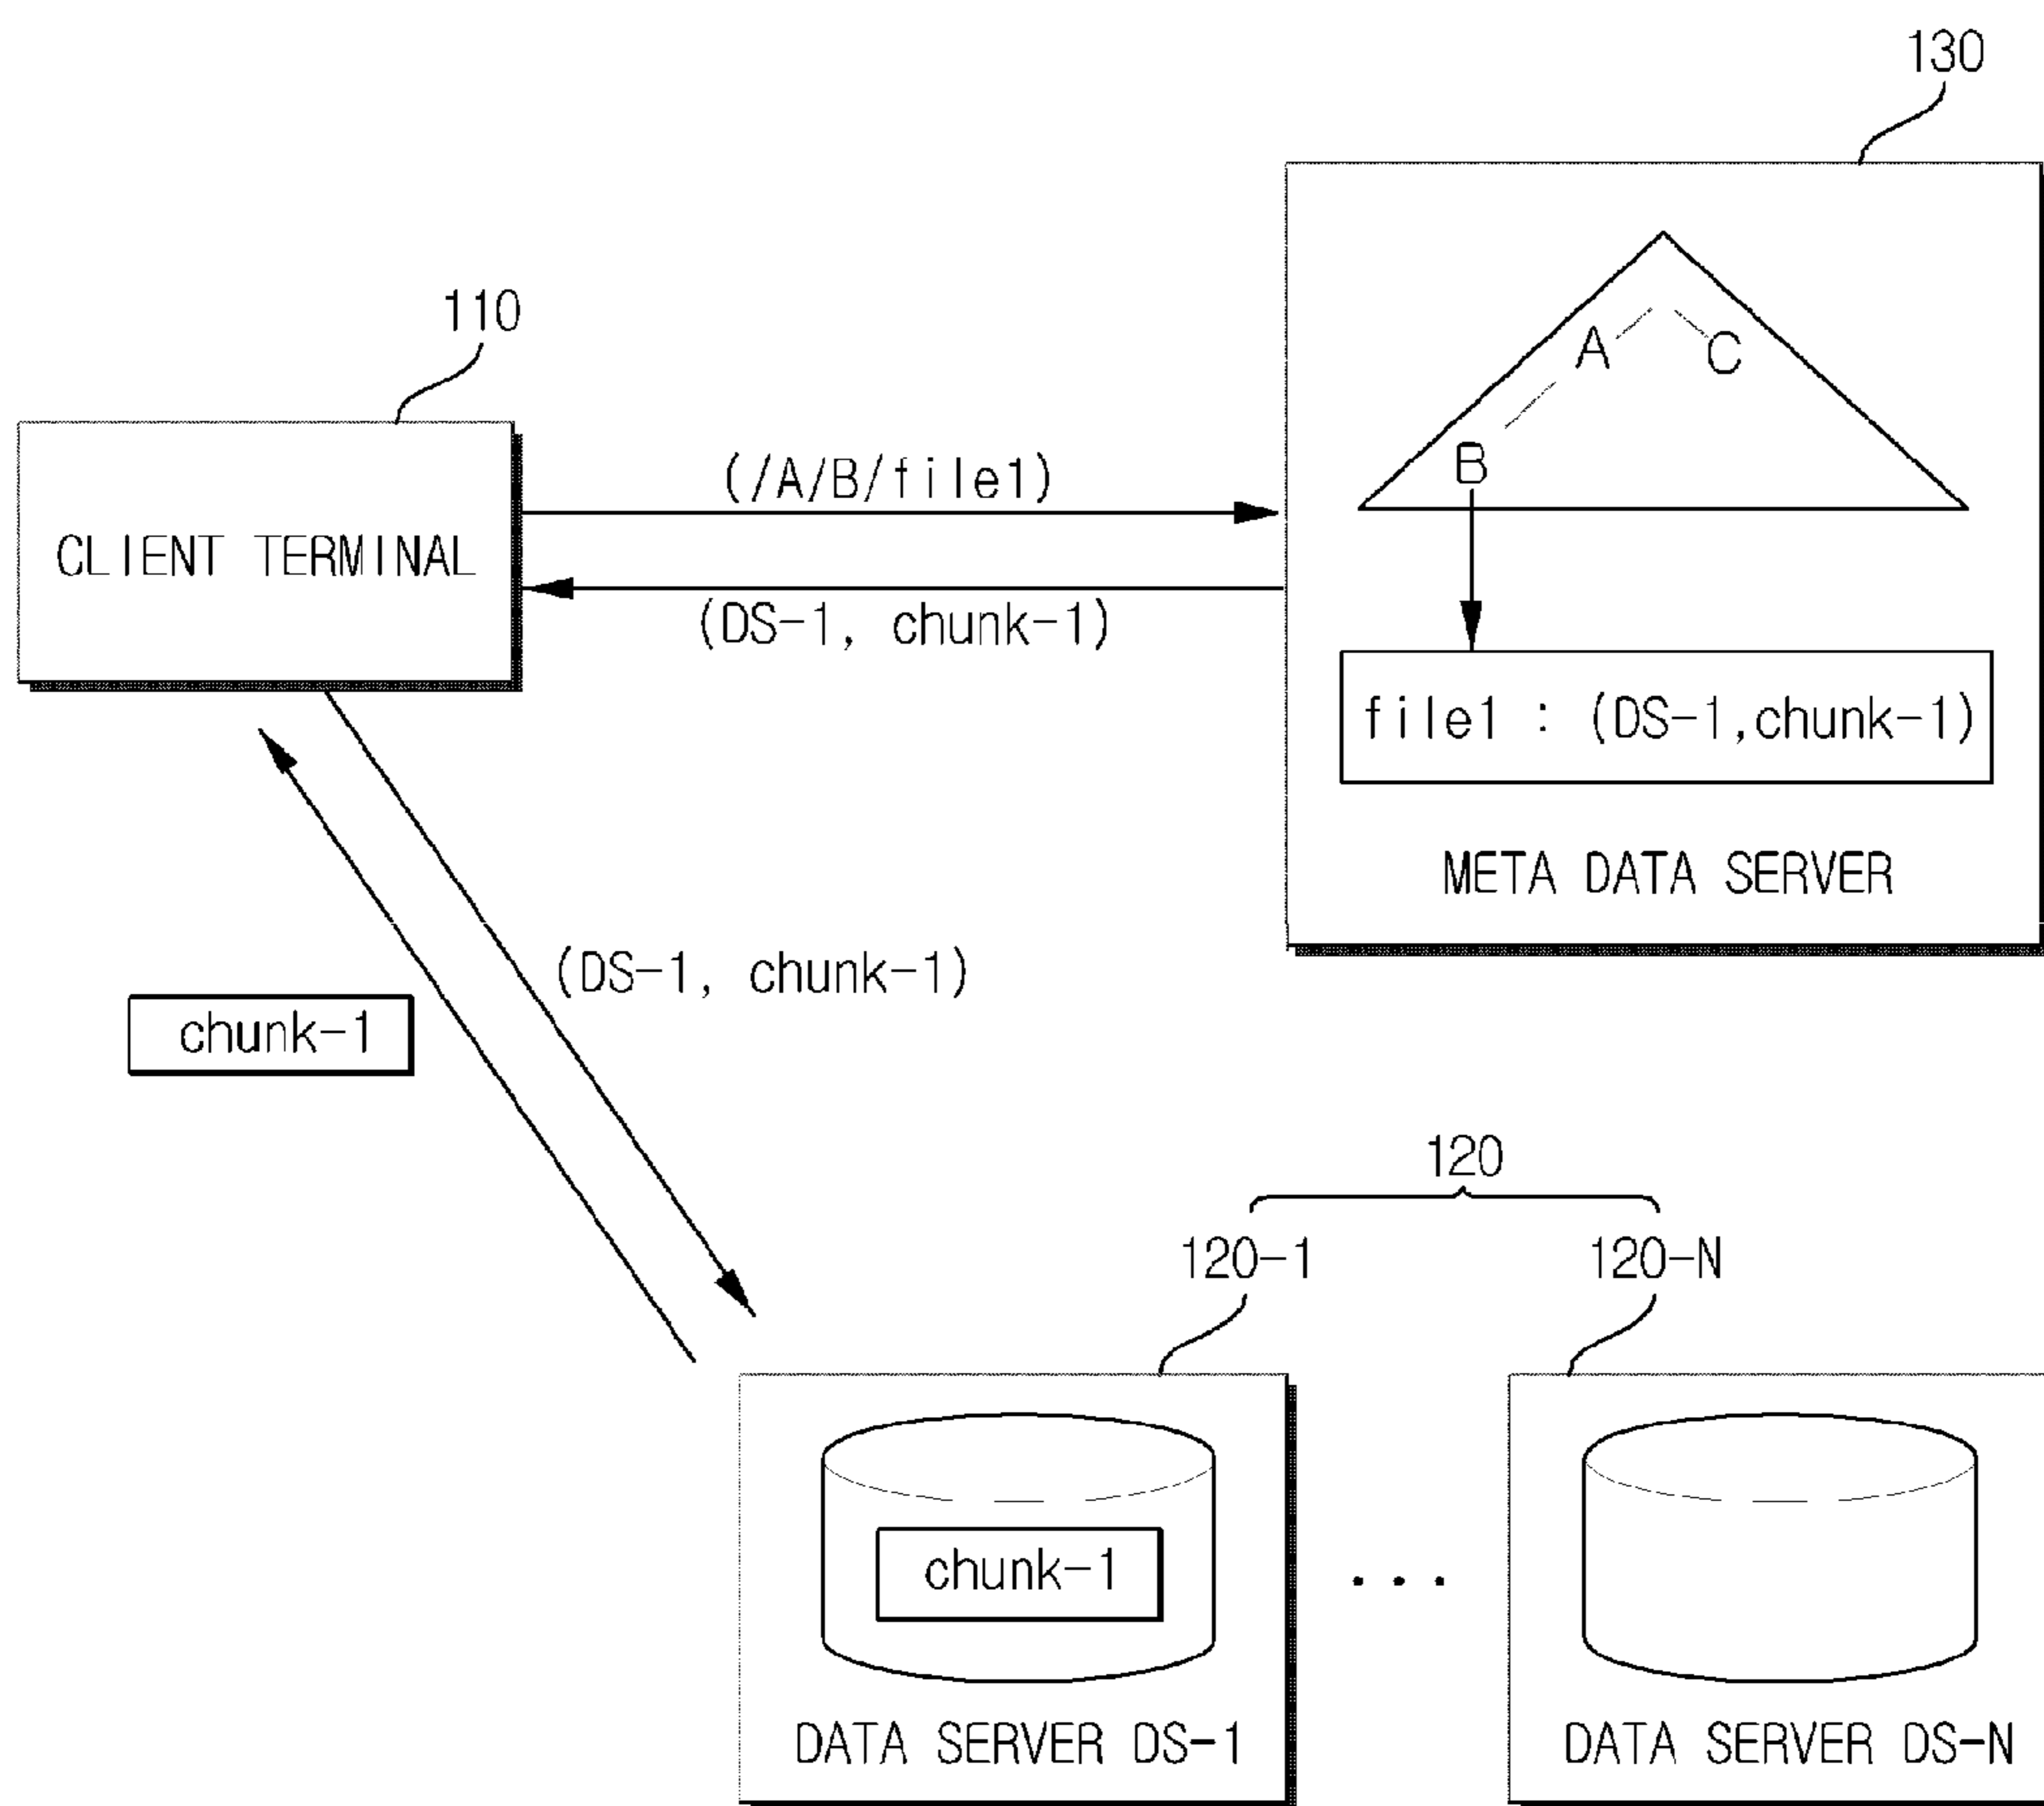 130
110
A
C
(/A/B/file1)
B
CLIENT TERMINAL
(DS-1, chunk-1)
file1 : (DS-1,chunk-1)
META DATA SERVER
(DS-1, chunk-1)
chunk-1
120
120-1
120-N
chunk-1
...
DATA SERVER DS-1
DATA SERVER DS-N